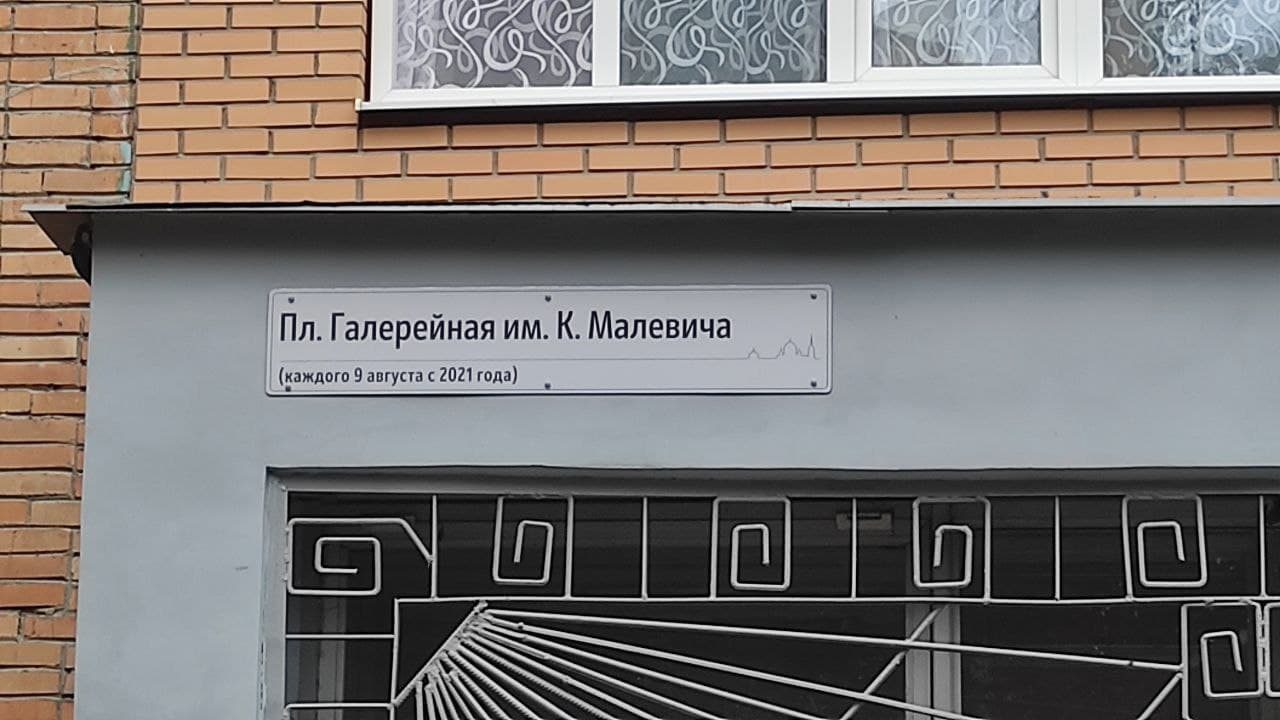 Пл. Галерейная им. К. Малевича
(каждого 9 августа с 2021 года)